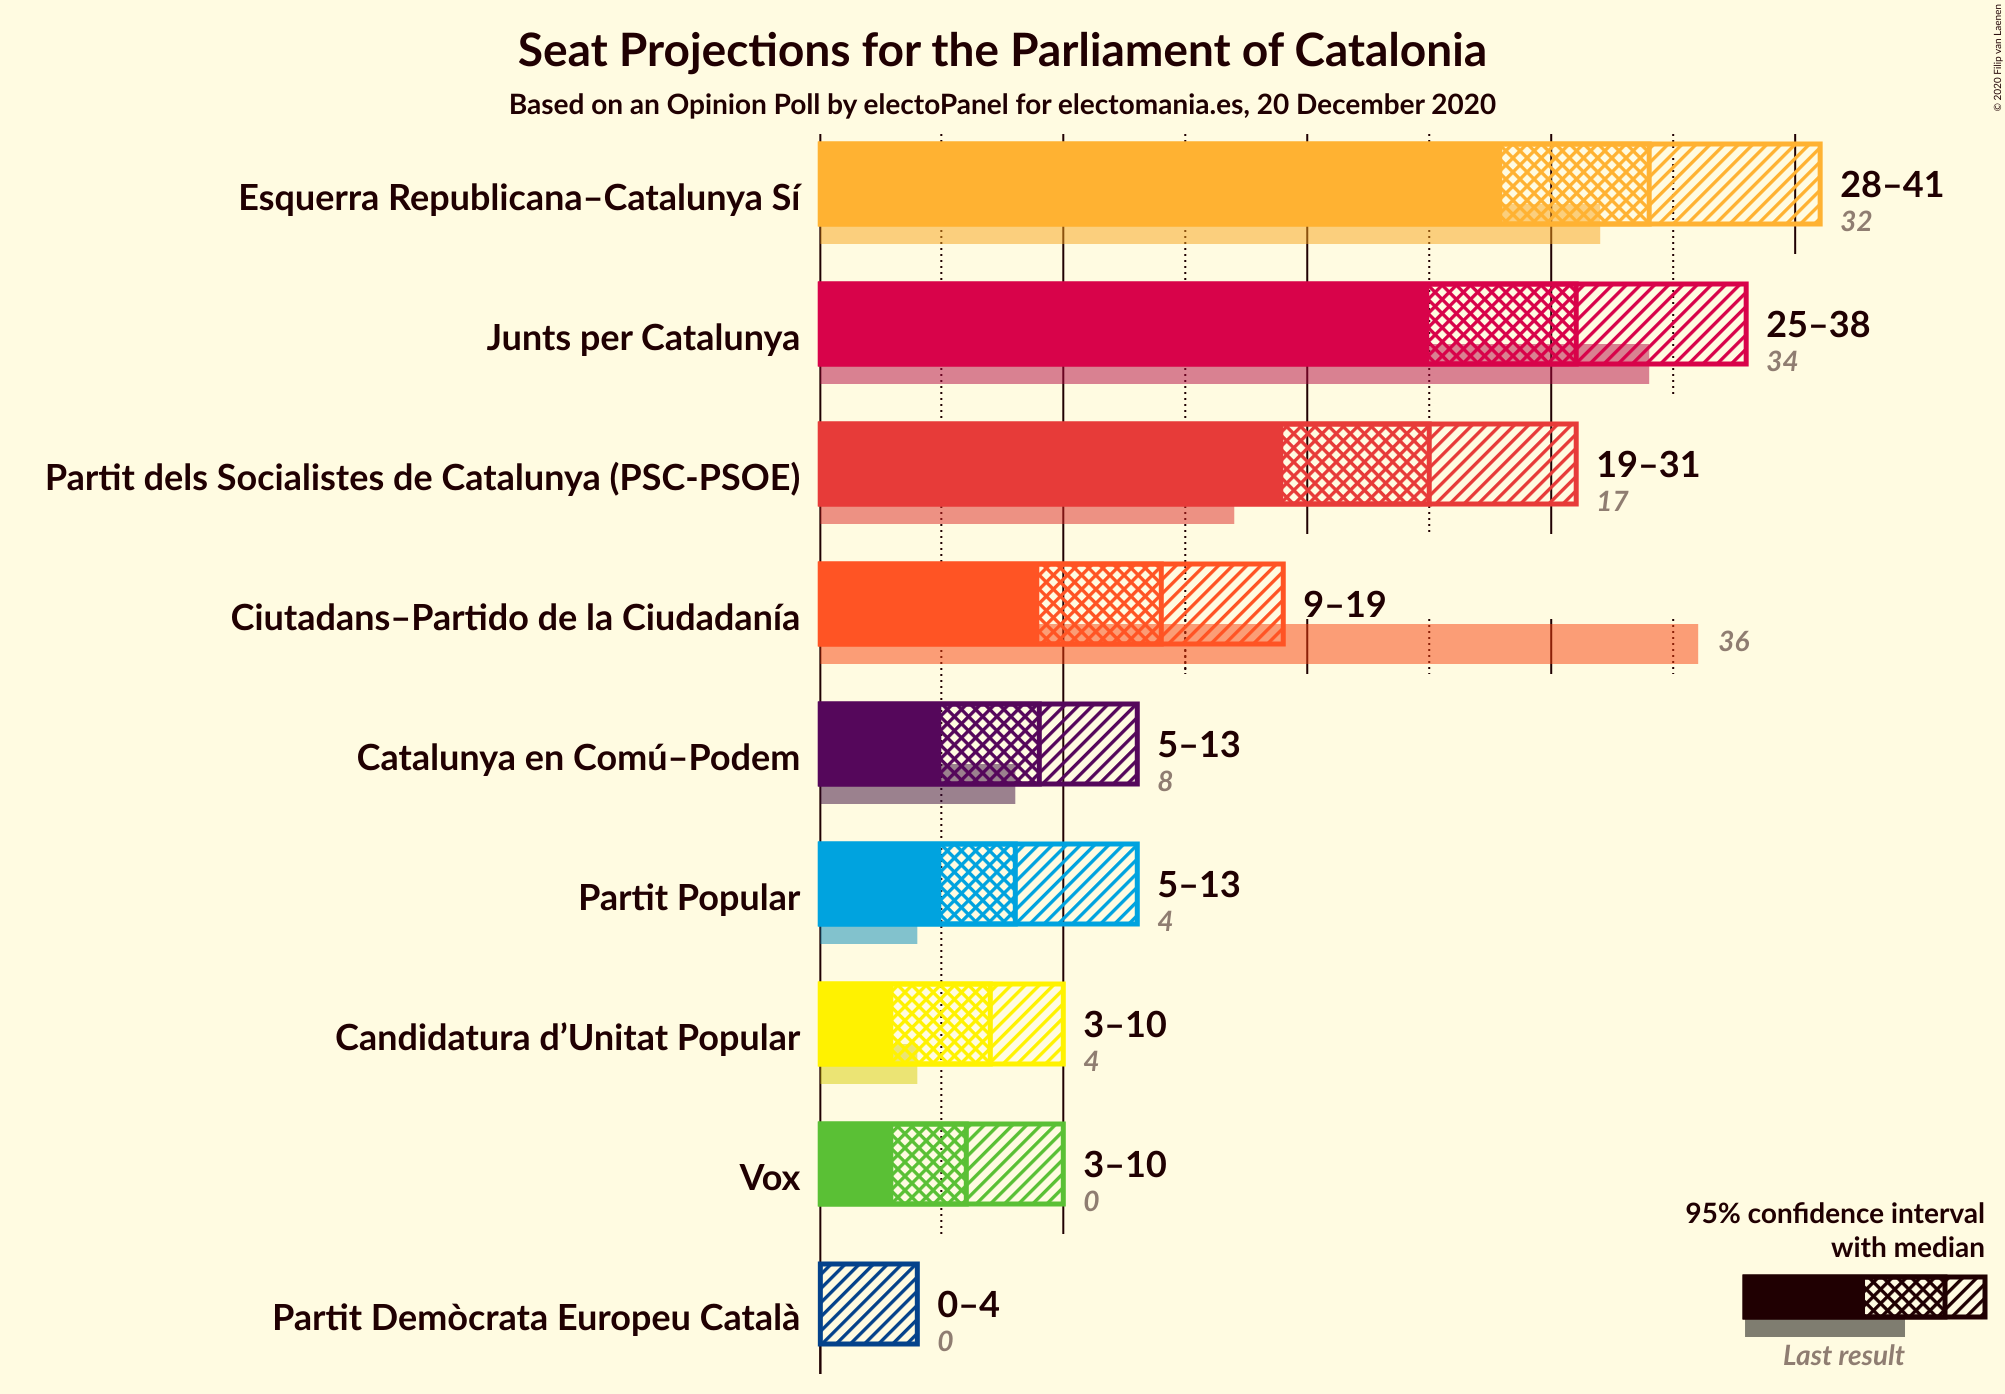 Seat Projections for the Parliament of Catalonia
Based on an Opinion Poll by electoPanel for electomania.es, 20 December 2020
© 2020 Filip van Laenen
Esquerra Republicana–Catalunya Sí
28–41
32
Junts per Catalunya
25–38
34
Partit dels Socialistes de Catalunya (PSC-PSOE)
19–31
17
Ciutadans–Partido de la Ciudadanía
9–19
36
Catalunya en Comú–Podem
5–13
8
Partit Popular
5–13
4
Candidatura d’Unitat Popular
3–10
4
Vox
3–10
0
Partit Demòcrata Europeu Català
0–4
0
95% confidence interval
with median
Last result